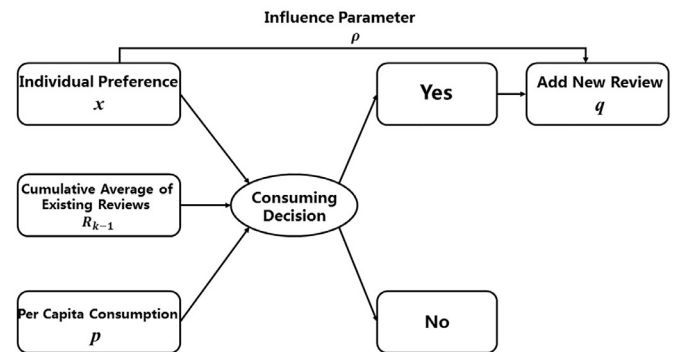 Influence Parameter
ρ
Individual Preference
x
Yes
Add New Review
q
Cumulative Average of
Existing Reviews
Rₖ₋₁
Consuming
Decision
Per Capita Consumption
p
No